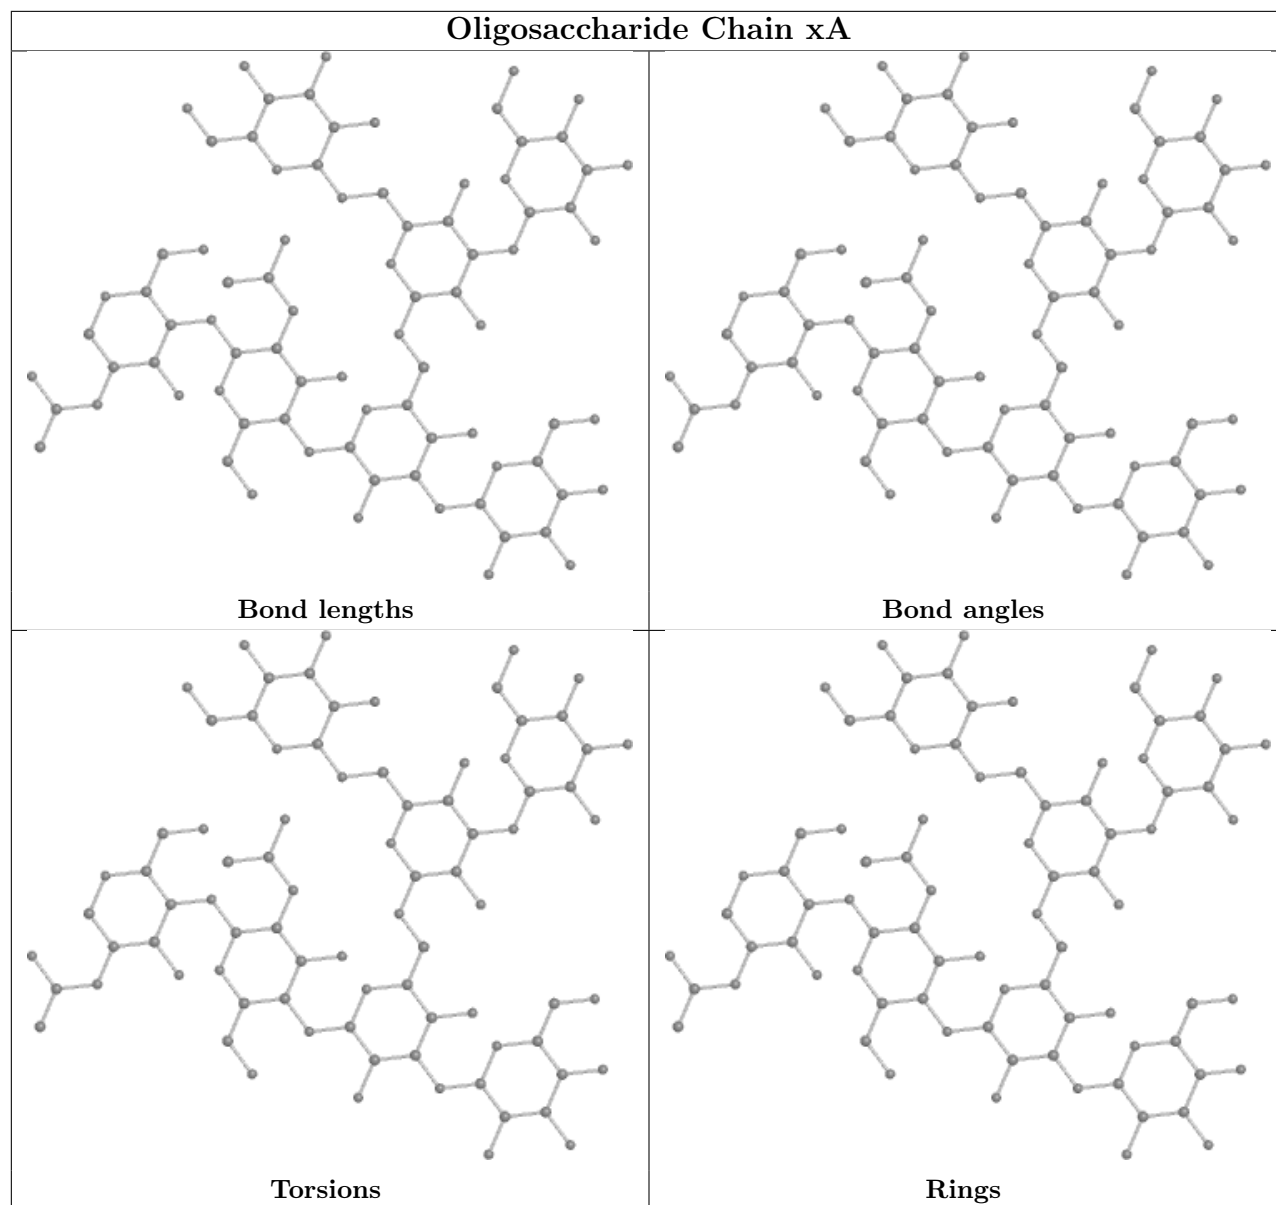 Oligosaccharide Chain xA
Bond lengths
Bond angles
Torsions
Rings